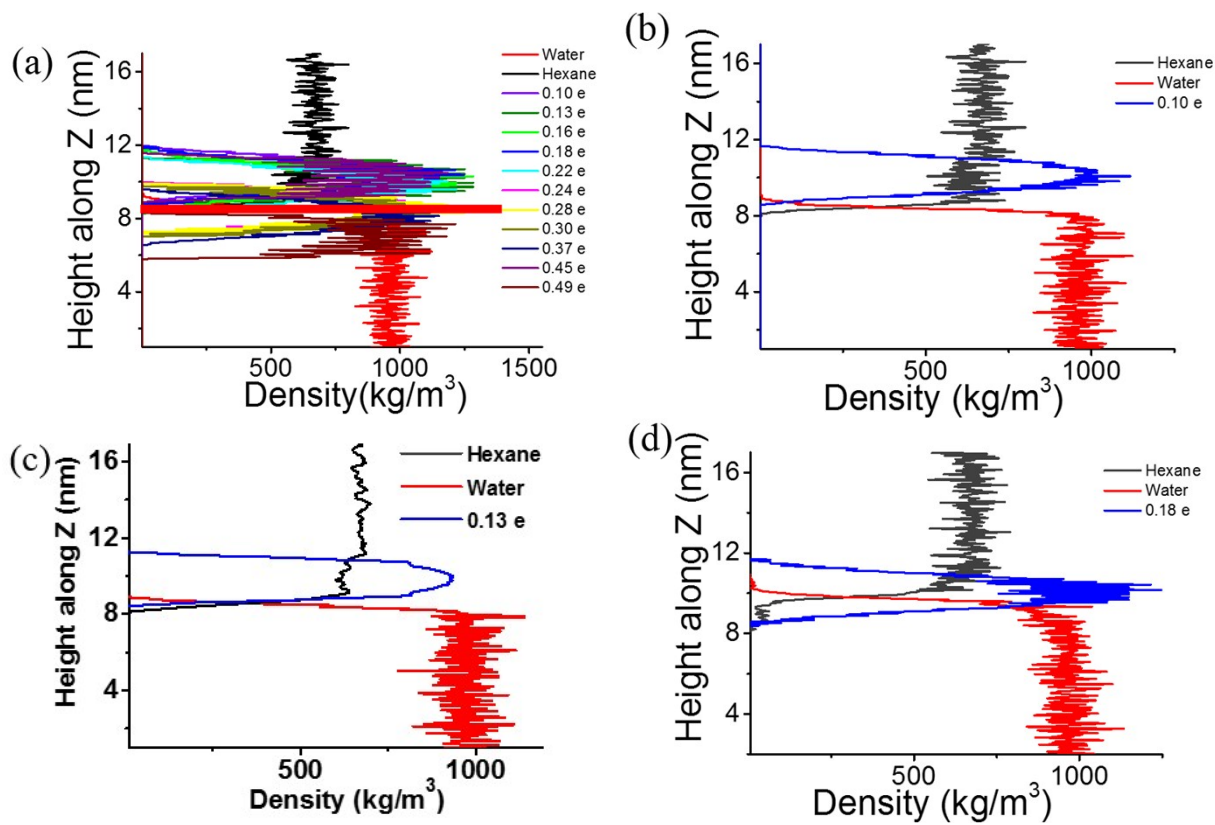 (a)
Height along Z (nm)
16
12
8
4
500
1000
1500
Density(kg/m³)
Water
Hexane
0.10 e
0.13 e
0.16 e
0.18 e
0.22 e
0.24 e
0.28 e
0.30 e
0.37 e
0.45 e
0.49 e
(b)
Height along Z (nm)
16
12
8
4
500
1000
Density (kg/m³)
Hexane
Water
0.10 e
(c)
Height along Z (nm)
16
12
8
4
500
1000
Density (kg/m³)
Hexane
Water
0.13 e
(d)
Height along Z (nm)
16
12
8
4
500
1000
Density (kg/m³)
Hexane
Water
0.18 e